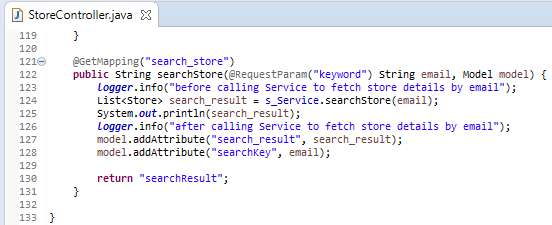 StoreController.java
119 }
120
121 @GetMapping("search_store")
122 public String searchStore(@RequestParam("keyword") String email, Model model) {
123 logger.info("before calling Service to fetch store details by email");
124 List<Store> search_result = s_Service.searchStore(email);
125 System.out.println(search_result);
126 logger.info("after calling Service to fetch store details by email");
127 model.addAttribute("search_result", search_result);
128 model.addAttribute("searchKey", email);
129
130 return "searchResult";
131 }
132
133 }